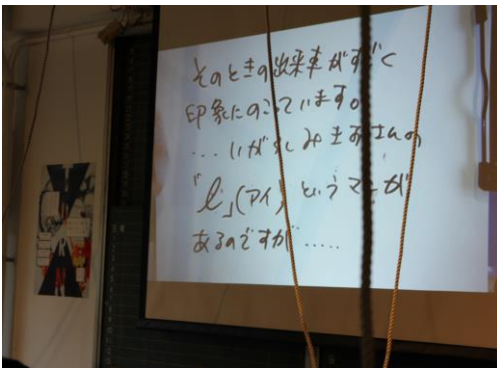 そのときの出来事がすごく
印象にのこっています。
...いがらしみきおさんの
「I」(アイ)というマンガが
あるのですが.....